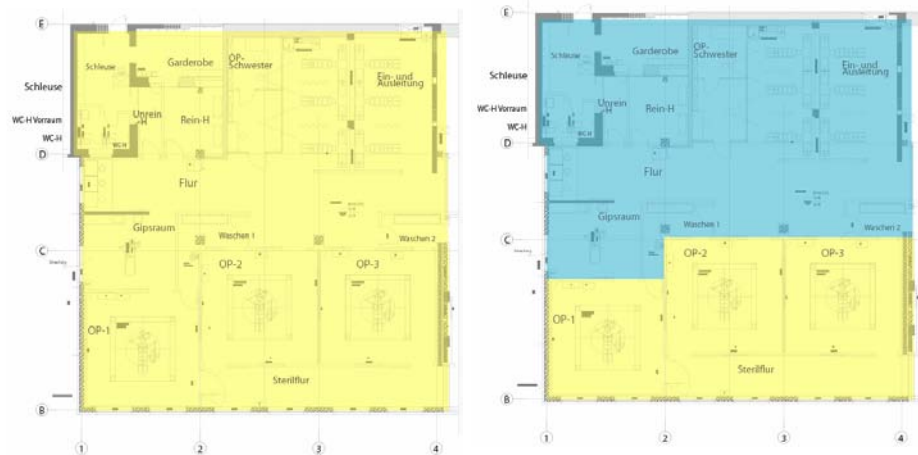 E
Schleuse
Garderobe
OP-
Schwester
Ein- und
Ausleitung
Schleuse
WC-H Vorraum
WC-H
Unrein
-H
Rein-H
WC-H
D
Flur
Gipsraum
Waschen 1
Waschen 2
C
OP-2
OP-3
OP-1
Sterilflur
B
1
2
3
4
E
Schleuse
Garderobe
OP-
Schwester
Ein- und
Ausleitung
Schleuse
WC-H Vorraum
WC-H
Unrein
-H
Rein-H
WC-H
D
Flur
Gipsraum
Waschen 1
Waschen 2
C
OP-2
OP-3
OP-1
Sterilflur
B
1
2
3
4